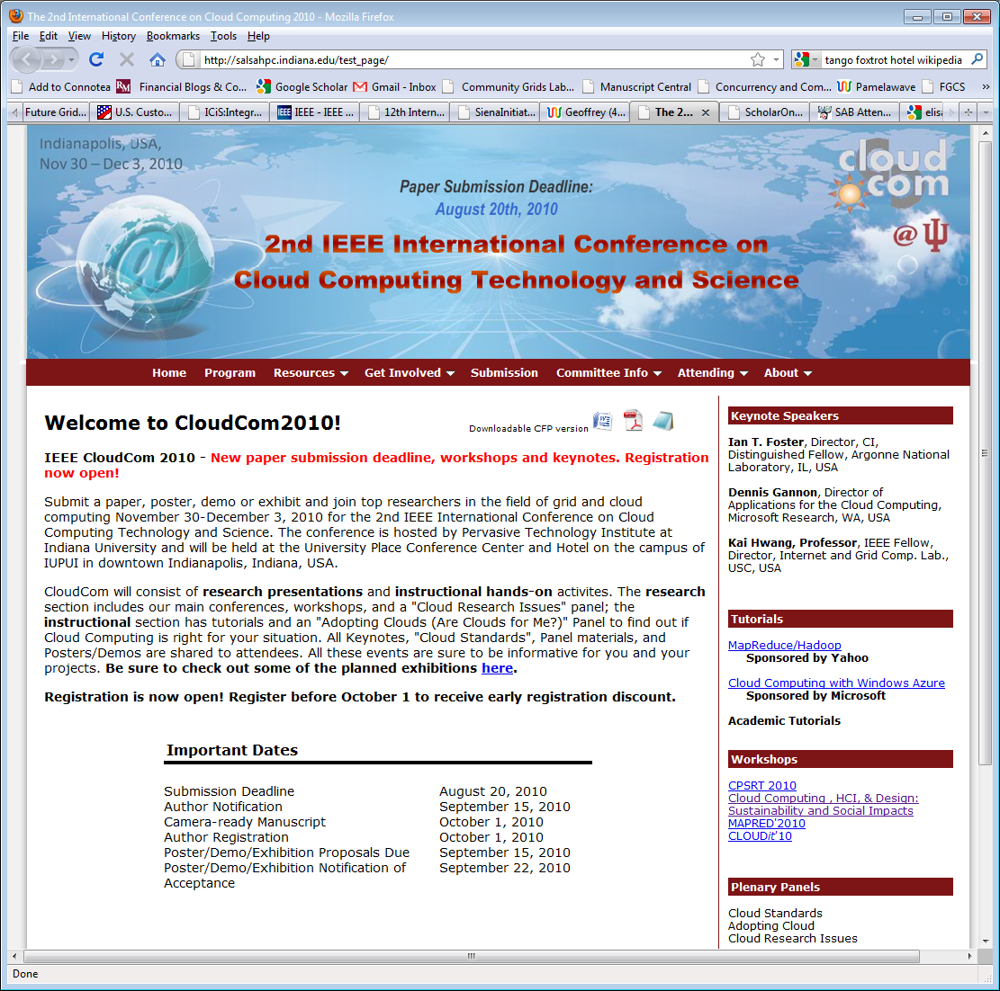 The 2nd International Conference on Cloud Computing 2010 - Mozilla Firefox
File Edit View History Bookmarks Tools Help
http://salsahpc.indiana.edu/test_page/ tango foxtrot hotel wikipedia
Add to Connotea RM Financial Blogs & Co... Google Scholar Gmail - Inbox Community Grids Lab... Manuscript Central Concurrency and Com... Pamelawave FGCS »
Future Grid... U.S. Custo... ICiS:Integr... IEEE IEEE - IEEE ... 12th Intern... SienaInitiat... Geoffrey (4... The 2... ScholarOn... SAB Atten... elisa
Indianapolis, USA,
Nov 30 – Dec 3, 2010
cloud
com
@
Paper Submission Deadline:
August 20th, 2010
2nd IEEE International Conference on
Cloud Computing Technology and Science
@
Home Program Resources Get Involved Submission Committee Info Attending About
Welcome to CloudCom2010!
Downloadable CFP version
IEEE CloudCom 2010 - New paper submission deadline, workshops and keynotes. Registration
now open!
Submit a paper, poster, demo or exhibit and join top researchers in the field of grid and cloud
computing November 30-December 3, 2010 for the 2nd IEEE International Conference on Cloud
Computing Technology and Science. The conference is hosted by Pervasive Technology Institute at
Indiana University and will be held at the University Place Conference Center and Hotel on the campus of
IUPUI in downtown Indianapolis, Indiana, USA.
CloudCom will consist of research presentations and instructional hands-on activites. The research
section includes our main conferences, workshops, and a "Cloud Research Issues" panel; the
instructional section has tutorials and an "Adopting Clouds (Are Clouds for Me?)" Panel to find out if
Cloud Computing is right for your situation. All Keynotes, "Cloud Standards", Panel materials, and
Posters/Demos are shared to attendees. All these events are sure to be informative for you and your
projects. Be sure to check out some of the planned exhibitions here.
Registration is now open! Register before October 1 to receive early registration discount.
Important Dates
Submission Deadline August 20, 2010
Author Notification September 15, 2010
Camera-ready Manuscript October 1, 2010
Author Registration October 1, 2010
Poster/Demo/Exhibition Proposals Due September 15, 2010
Poster/Demo/Exhibition Notification of September 22, 2010
Acceptance
Keynote Speakers
Ian T. Foster, Director, CI,
Distinguished Fellow, Argonne National
Laboratory, IL, USA
Dennis Gannon, Director of
Applications for the Cloud Computing,
Microsoft Research, WA, USA
Kai Hwang, Professor, IEEE Fellow,
Director, Internet and Grid Comp. Lab.,
USC, USA
Tutorials
MapReduce/Hadoop
Sponsored by Yahoo
Cloud Computing with Windows Azure
Sponsored by Microsoft
Academic Tutorials
Workshops
CPSRT 2010
Cloud Computing , HCI, & Design:
Sustainability and Social Impacts
MAPRED'2010
CLOUDit'10
Plenary Panels
Cloud Standards
Adopting Cloud
Cloud Research Issues
Done